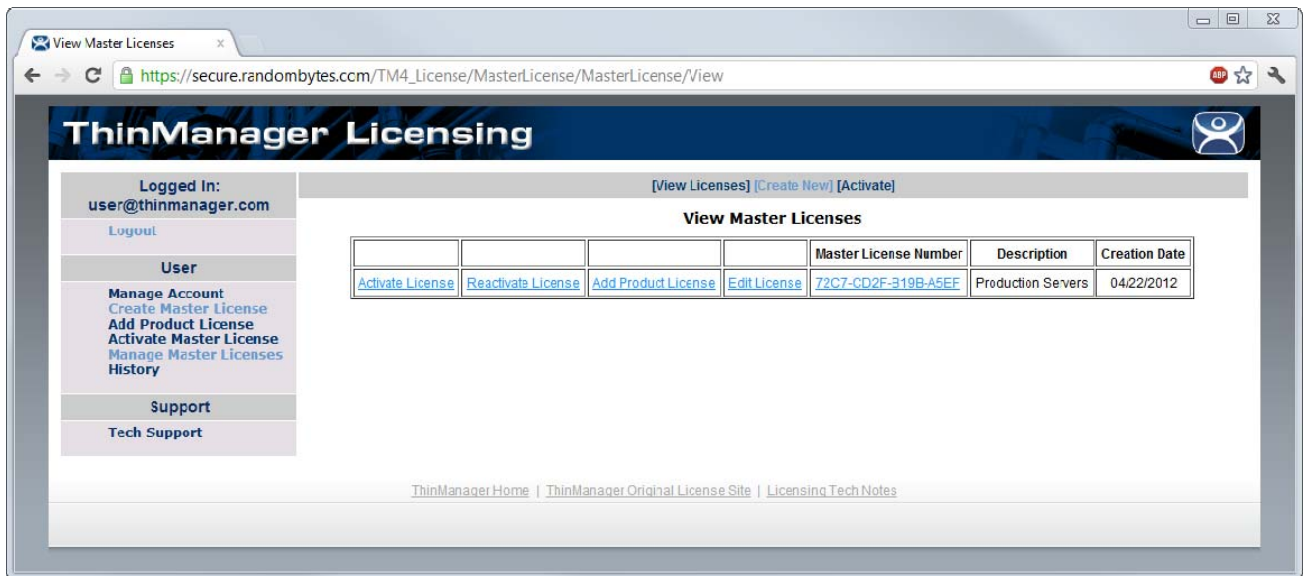 View Master Licenses
https://secure.randombytes.com/TM4_License/MasterLicense/MasterLicense/View
ABP
ThinManager Licensing
Logged In:
user@thinmanager.com
Logout
User
Manage Account
Create Master License
Add Product License
Activate Master License
Manage Master Licenses
History
Support
Tech Support
[View Licenses] [Create New] [Activate]
View Master Licenses
Master License Number Description Creation Date
Activate License Reactivate License Add Product License Edit License 72C7-CD2F-B19B-A5EF Production Servers 04/22/2012
ThinManager Home | ThinManager Original License Site | Licensing Tech Notes